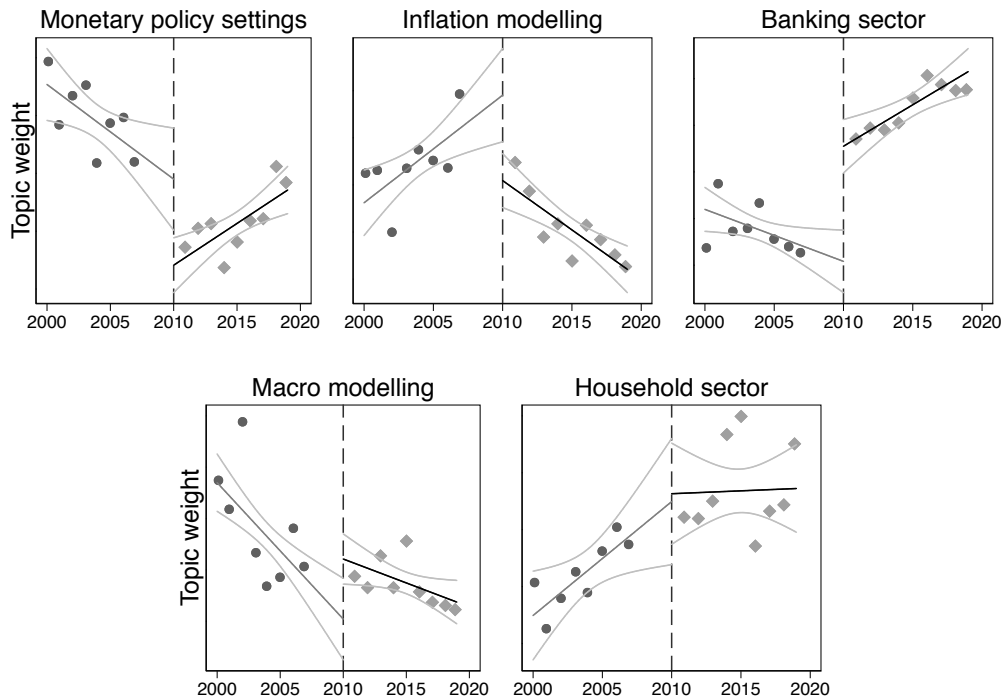 Monetary policy settings
Inflation modelling
Banking sector
Topic weight
2000 2005 2010 2015 2020
2000 2005 2010 2015 2020
2000 2005 2010 2015 2020
Macro modelling
Household sector
Topic weight
2000 2005 2010 2015 2020
2000 2005 2010 2015 2020